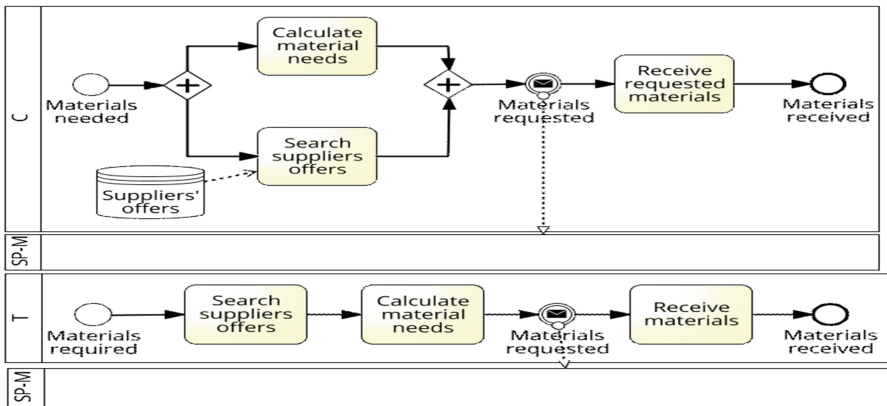 C
Materials
needed
Calculate
material
needs
Search
suppliers
offers
Suppliers'
offers
Materials
requested
Receive
requested
materials
Materials
received
SP-M
T
Materials
required
Search
suppliers
offers
Calculate
material
needs
Materials
requested
Receive
materials
Materials
received
SP-M